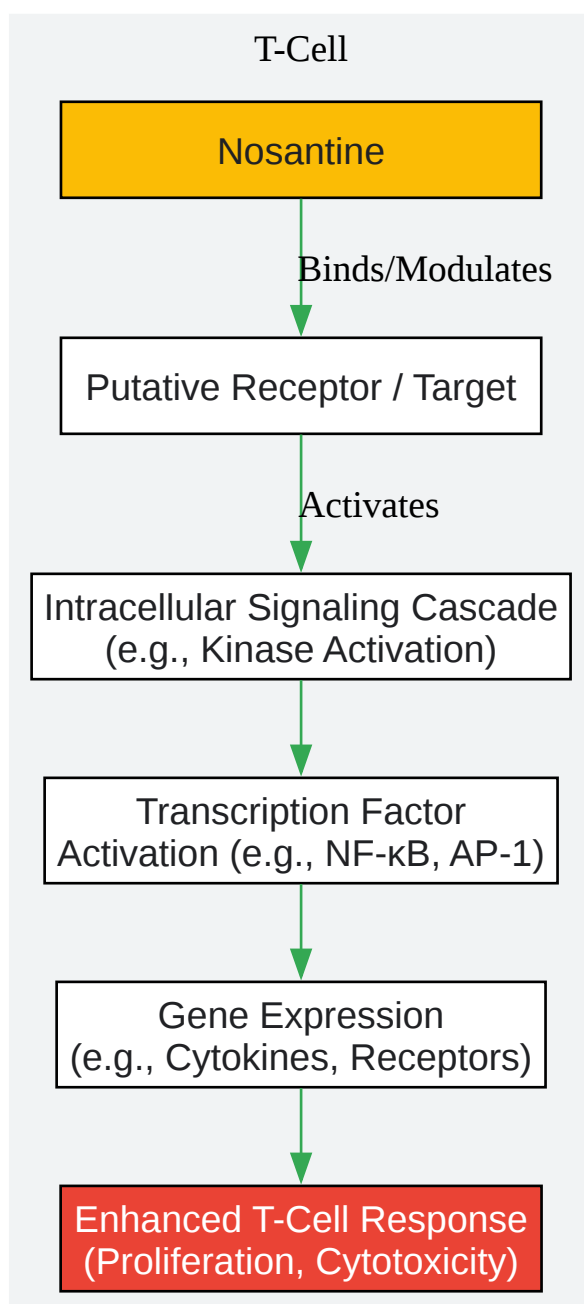 T-Cell
Nosantine
Binds/Modulates
Putative Receptor / Target
Activates
Intracellular Signaling Cascade
(e.g., Kinase Activation)
Transcription Factor
Activation (e.g., NF-κB, AP-1)
Gene Expression
(e.g., Cytokines, Receptors)
Enhanced T-Cell Response
(Proliferation, Cytotoxicity)